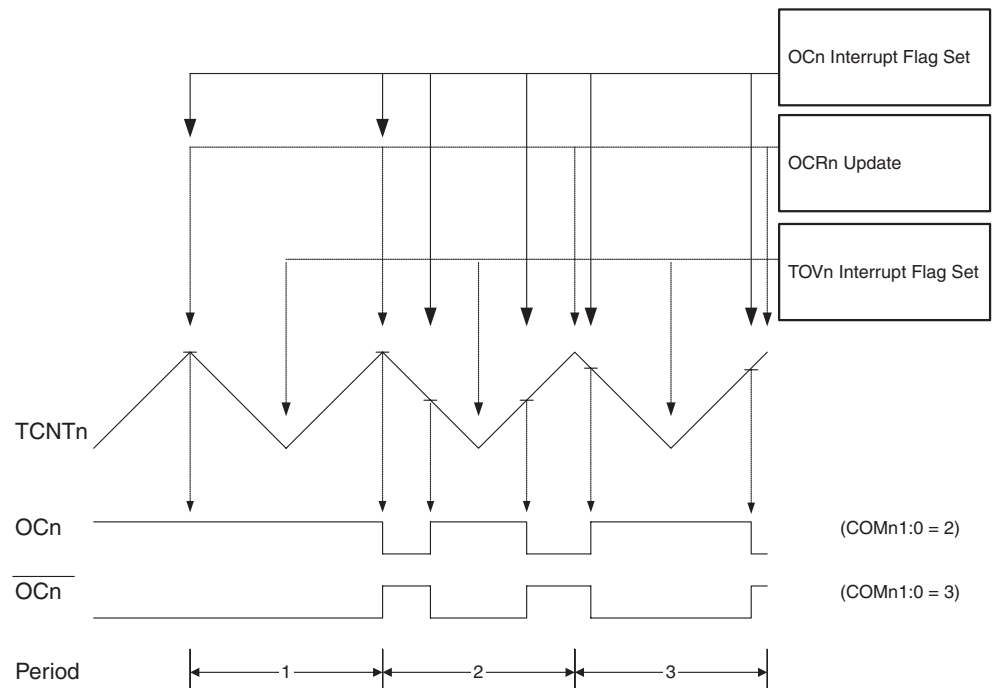 OCn Interrupt Flag Set
OCRn Update
TOVn Interrupt Flag Set
TCNTn
OCn
(COMn1:0 = 2)
OCn
(COMn1:0 = 3)
Period
1
2
3